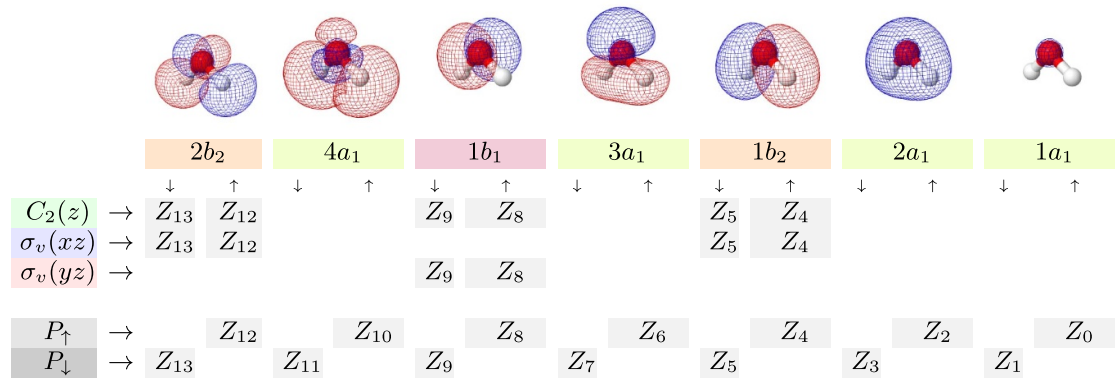 2b₂ 4a₁ 1b₁ 3a₁ 1b₂ 2a₁ 1a₁
↓ ↑ ↓ ↑ ↓ ↑ ↓ ↑ ↓ ↑ ↓ ↑ ↓ ↑
C₂(z) → Z₁₃ Z₁₂ Z₉ Z₈ Z₅ Z₄
σᵥ(xz) → Z₁₃ Z₁₂ Z₅ Z₄
σᵥ(yz) → Z₉ Z₈
P↑ → Z₁₂ Z₁₀ Z₈ Z₆ Z₄ Z₂ Z₀
P↓ → Z₁₃ Z₁₁ Z₉ Z₇ Z₅ Z₃ Z₁